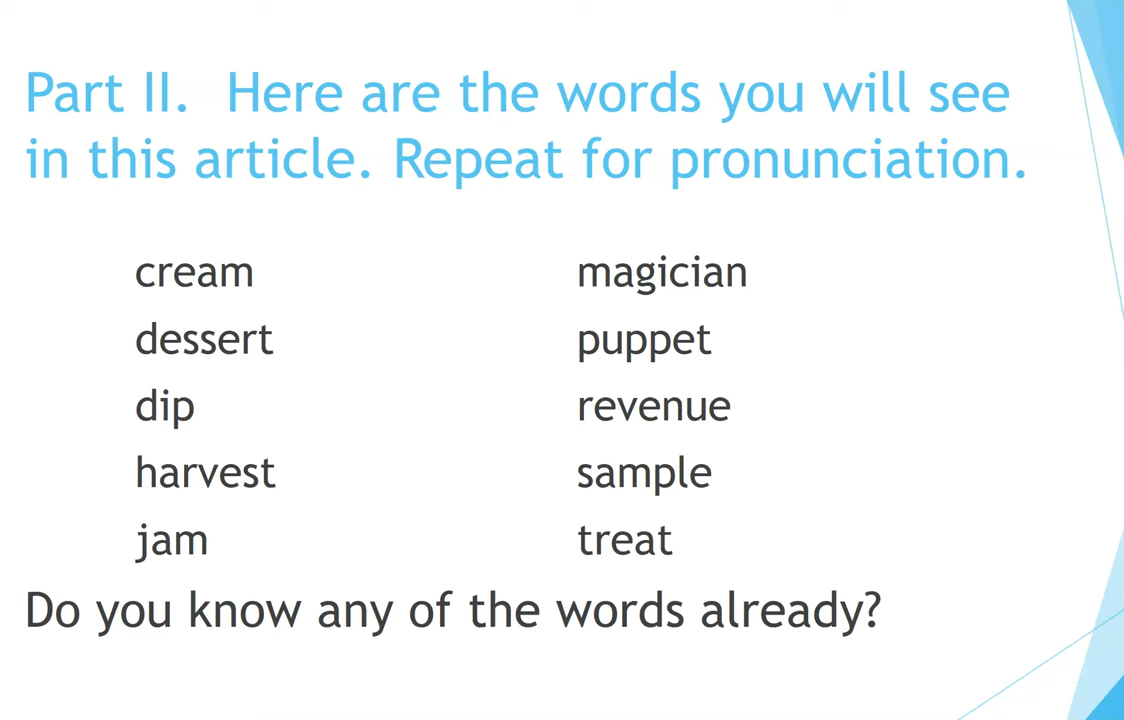 Part II. Here are the words you will see
in this article. Repeat for pronunciation.
cream
dessert
dip
harvest
jam
magician
puppet
revenue
sample
treat
Do you know any of the words already?